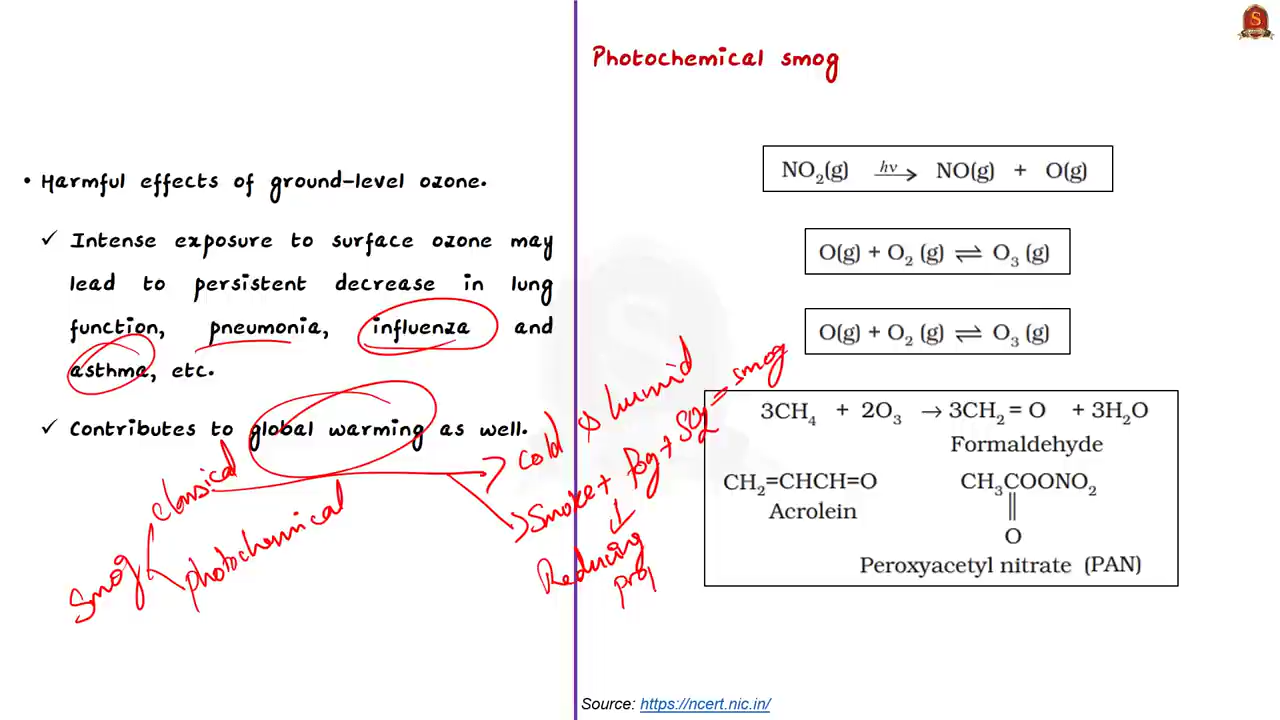 • Harmful effects of ground-level ozone.
✓ Intense exposure to surface ozone may
lead to persistent decrease in lung
function, pneumonia, influenza and
asthma, etc.
✓ Contributes to global warming as well.
Smog
classical
photochemical
cold & humid
Smoke + fog + SO₂ = smog
↓
Reducing
Photochemical smog
NO₂(g) hν→ NO(g) + O(g)
O(g) + O₂ (g) ⇌ O₃ (g)
O(g) + O₂ (g) ⇌ O₃ (g)
3CH₄ + 2O₃ → 3CH₂ = O + 3H₂O
Formaldehyde
CH₂=CHCH=O CH₃COONO₂
Acrolein
||
O
Peroxyacetyl nitrate (PAN)
Source: https://ncert.nic.in/
S